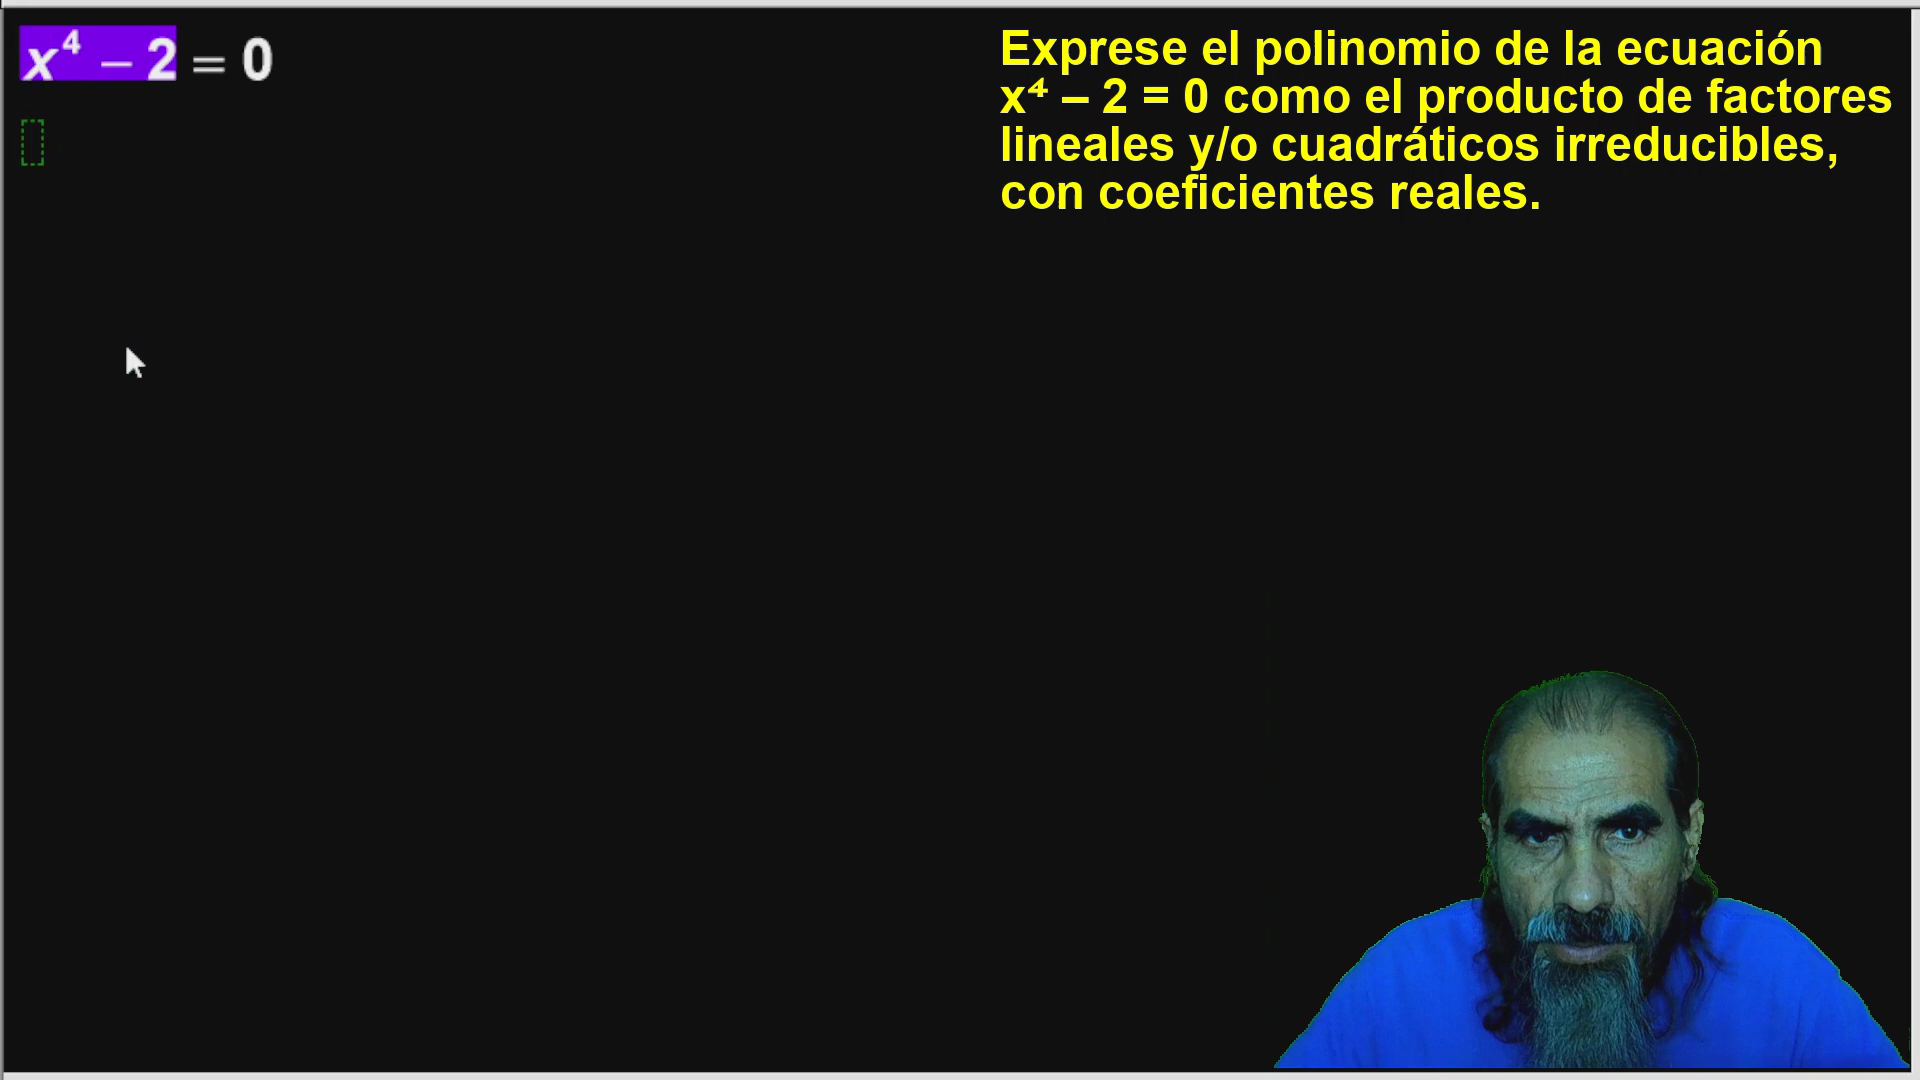 x⁴ – 2 = 0
Exprese el polinomio de la ecuación
x⁴ – 2 = 0 como el producto de factores
lineales y/o cuadráticos irreducibles,
con coeficientes reales.